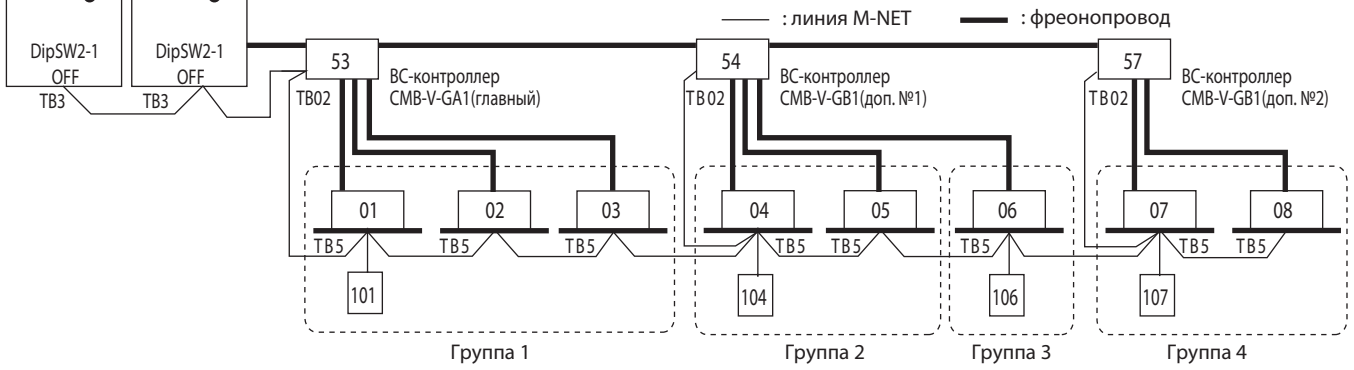 : линия M-NET : фреонопровод
DipSW2-1
OFF
TB3
DipSW2-1
OFF
TB3
53
TB02
BC-контроллер
CMB-V-GA1(главный)
54
TB02
BC-контроллер
CMB-V-GB1(доп. №1)
57
TB02
BC-контроллер
CMB-V-GB1(доп. №2)
01
TB5
02
TB5
03
TB5
04
TB5
05
TB5
06
TB5
07
TB5
08
TB5
101
104
106
107
Группа 1
Группа 2
Группа 3
Группа 4